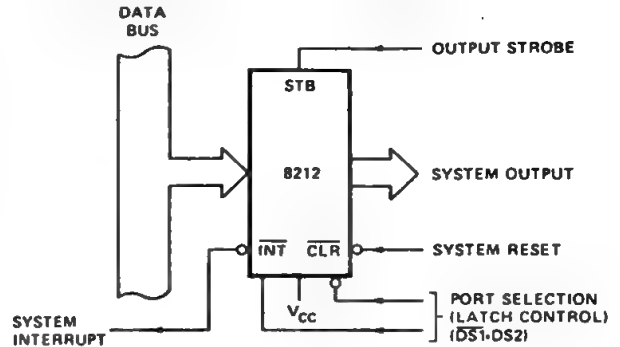 DATA
BUS
OUTPUT STROBE
STB
8212
SYSTEM OUTPUT
INT
CLR
SYSTEM RESET
VCC
PORT SELECTION
(LATCH CONTROL)
(DS1•DS2)
SYSTEM
INTERRUPT